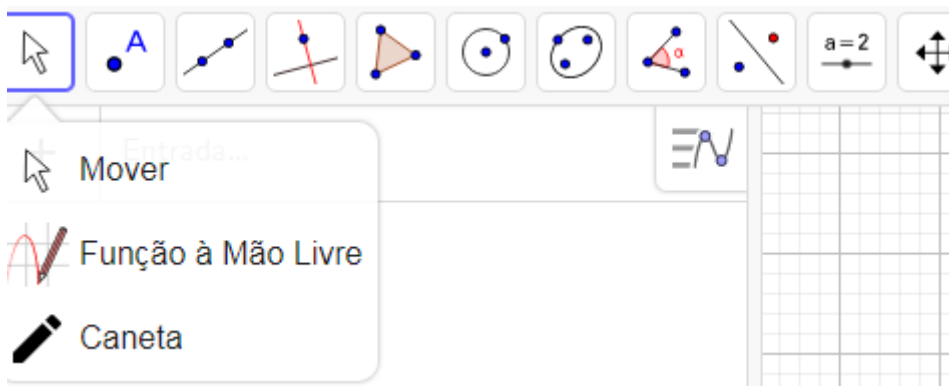 A
α
a=2
Entrada...
Mover
Função à Mão Livre
Caneta